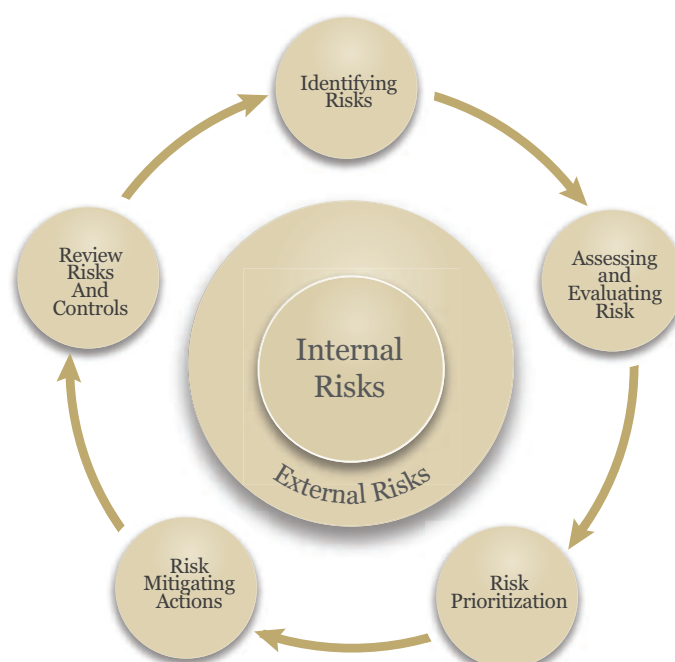 Identifying
Risks
Assessing
and
Evaluating
Risk
Risk
Prioritization
Risk
Mitigating
Actions
Review
Risks
And
Controls
Internal
Risks
External Risks